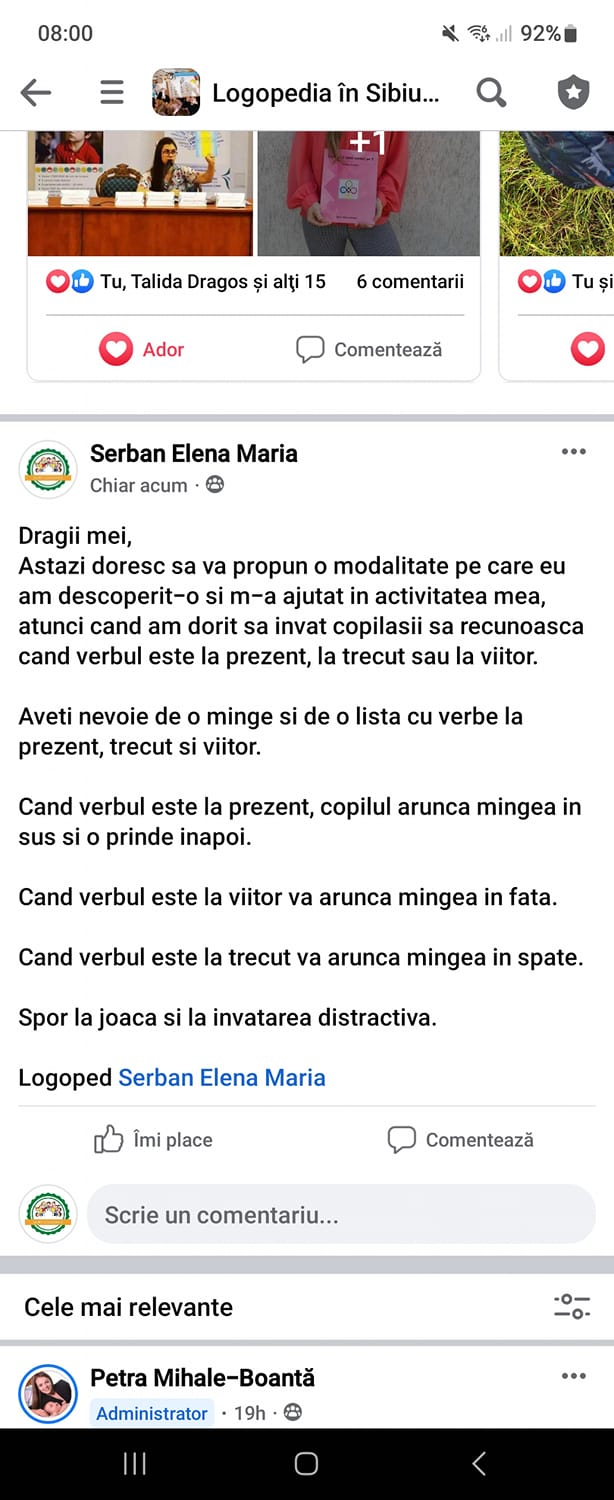 08:00
92%
Logopedia în Sibiu...
+1
Tu, Talida Dragos și alți 15
6 comentarii
Tu și
Ador
Comentează
Serban Elena Maria
Chiar acum ·
Dragii mei,
Astazi doresc sa va propun o modalitate pe care eu
am descoperit-o si m-a ajutat in activitatea mea,
atunci cand am dorit sa invat copilasii sa recunoasca
cand verbul este la prezent, la trecut sau la viitor.
Aveti nevoie de o minge si de o lista cu verbe la
prezent, trecut si viitor.
Cand verbul este la prezent, copilul arunca mingea in
sus si o prinde inapoi.
Cand verbul este la viitor va arunca mingea in fata.
Cand verbul este la trecut va arunca mingea in spate.
Spor la joaca si la invatarea distractiva.
Logoped Serban Elena Maria
Îmi place
Comentează
Scrie un comentariu...
Cele mai relevante
Petra Mihale-Boantă
Administrator · 19h ·